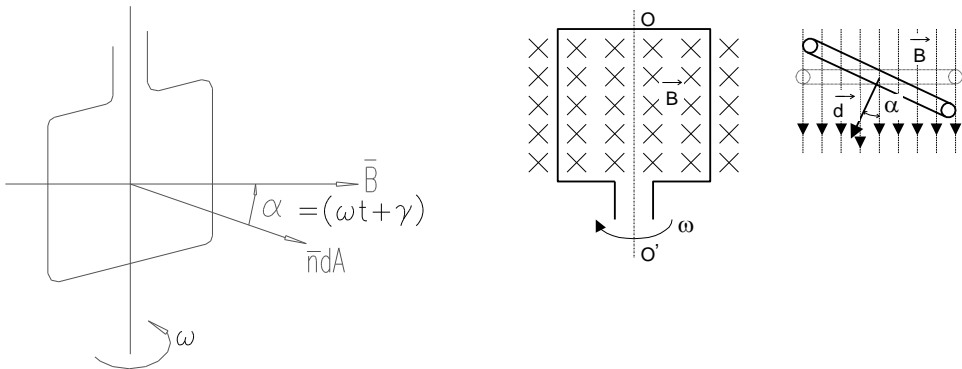 B̄
α = (ωt+γ)
n̄dA
ω
O
B⃗
ω
O'
B⃗
d⃗
α